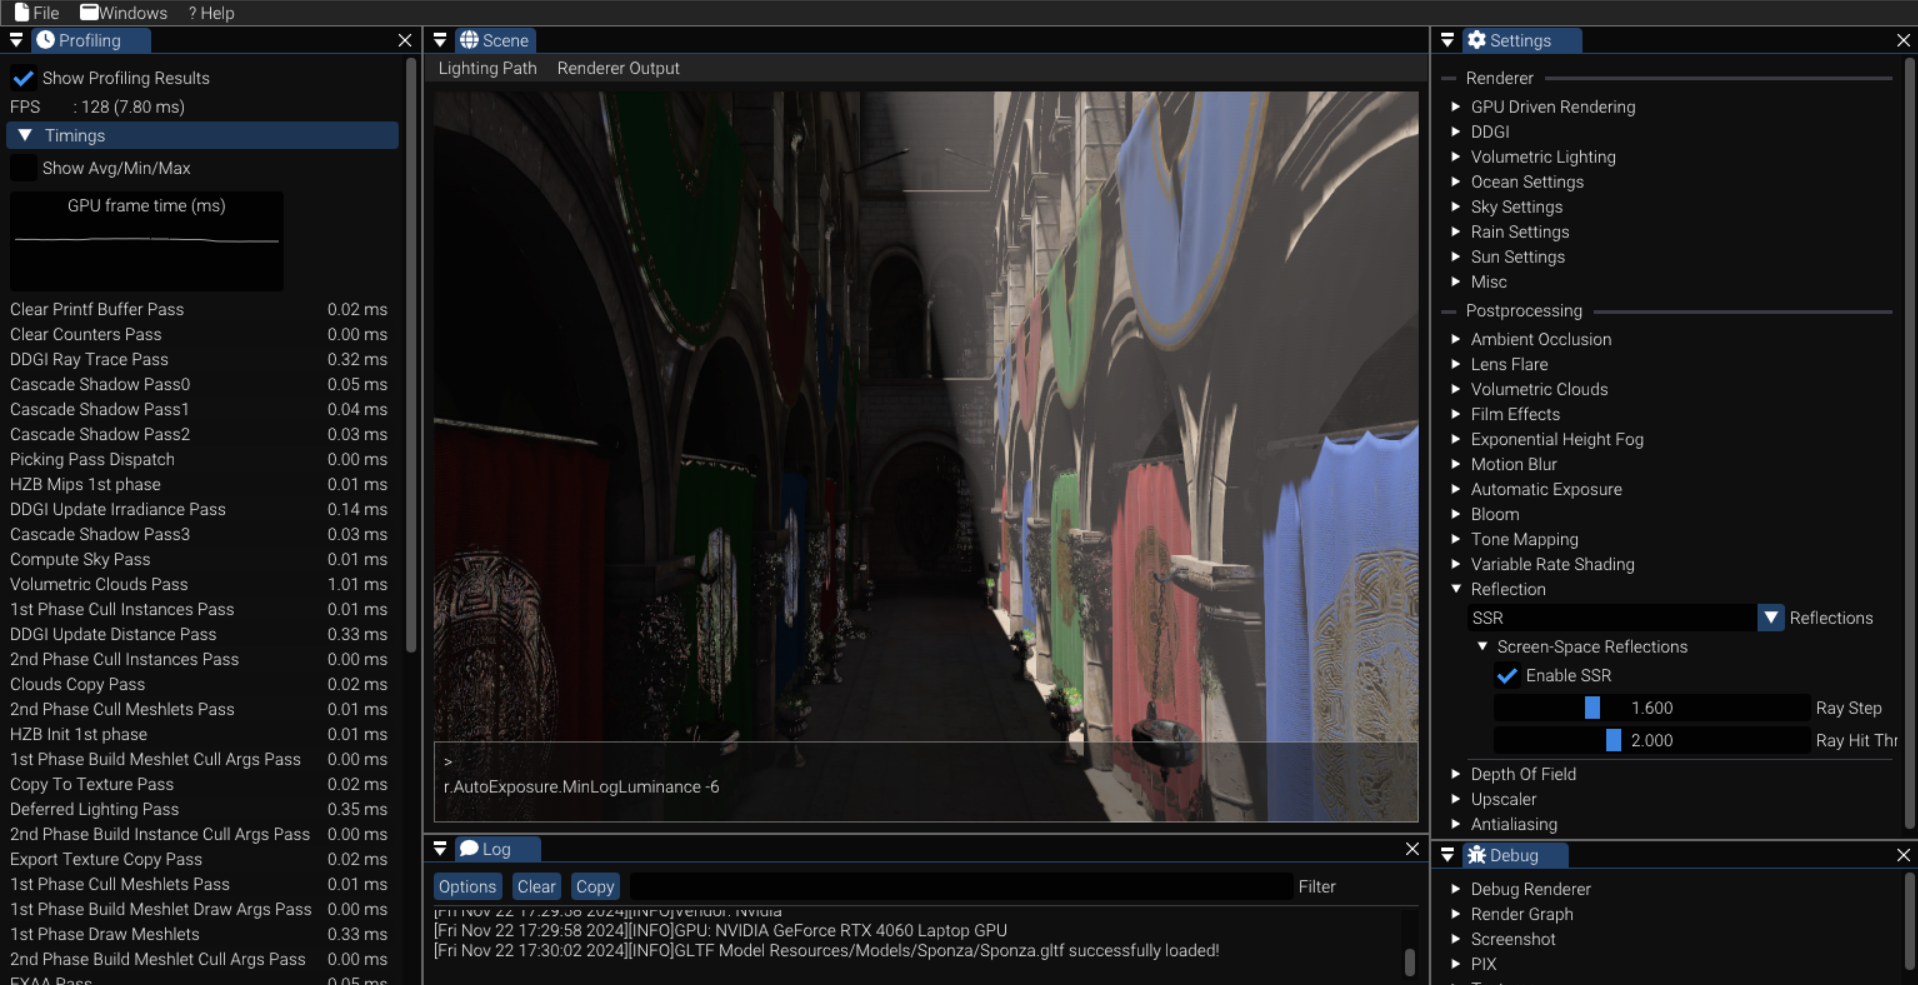 File Windows ? Help
Profiling
Show Profiling Results
FPS : 128 (7.80 ms)
Timings
Show Avg/Min/Max
GPU frame time (ms)
Clear Printf Buffer Pass 0.02 ms
Clear Counters Pass 0.00 ms
DDGI Ray Trace Pass 0.32 ms
Cascade Shadow Pass0 0.05 ms
Cascade Shadow Pass1 0.04 ms
Cascade Shadow Pass2 0.03 ms
Picking Pass Dispatch 0.00 ms
HZB Mips 1st phase 0.01 ms
DDGI Update Irradiance Pass 0.14 ms
Cascade Shadow Pass3 0.03 ms
Compute Sky Pass 0.01 ms
Volumetric Clouds Pass 1.01 ms
1st Phase Cull Instances Pass 0.01 ms
DDGI Update Distance Pass 0.33 ms
2nd Phase Cull Instances Pass 0.00 ms
Clouds Copy Pass 0.02 ms
2nd Phase Cull Meshlets Pass 0.01 ms
HZB Init 1st phase 0.01 ms
1st Phase Build Meshlet Cull Args Pass 0.00 ms
Copy To Texture Pass 0.02 ms
Deferred Lighting Pass 0.35 ms
2nd Phase Build Instance Cull Args Pass 0.00 ms
Export Texture Copy Pass 0.02 ms
1st Phase Cull Meshlets Pass 0.01 ms
1st Phase Build Meshlet Draw Args Pass 0.00 ms
1st Phase Draw Meshlets 0.33 ms
2nd Phase Build Meshlet Cull Args Pass 0.00 ms
FXAA Pass 0.05 ms
Scene
Lighting Path Renderer Output
>
r.AutoExposure.MinLogLuminance -6
Log
Options Clear Copy Filter
[Fri Nov 22 17:29:58 2024][INFO]Vendor: Nvidia
[Fri Nov 22 17:29:58 2024][INFO]GPU: NVIDIA GeForce RTX 4060 Laptop GPU
[Fri Nov 22 17:30:02 2024][INFO]GLTF Model Resources/Models/Sponza/Sponza.gltf successfully loaded!
Settings
Renderer
GPU Driven Rendering
DDGI
Volumetric Lighting
Ocean Settings
Sky Settings
Rain Settings
Sun Settings
Misc
Postprocessing
Ambient Occlusion
Lens Flare
Volumetric Clouds
Film Effects
Exponential Height Fog
Motion Blur
Automatic Exposure
Bloom
Tone Mapping
Variable Rate Shading
Reflection
SSR Reflections
Screen-Space Reflections
Enable SSR
1.600 Ray Step
2.000 Ray Hit Thr
Depth Of Field
Upscaler
Antialiasing
Debug
Debug Renderer
Render Graph
Screenshot
PIX